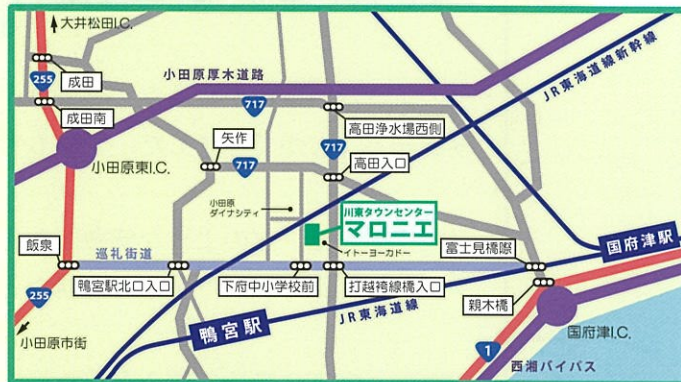 大井松田I.C.
255
成田
成田南
小田原厚木道路
717
JR東海道線新幹線
高田浄水場西側
矢作
717
717
高田入口
小田原東I.C.
小田原
ダイナシティ
川東タウンセンター
マロニエ
イトーヨーカドー
飯泉
巡礼街道
富士見橋際
国府津駅
鴨宮駅北口入口
下府中小学校前
打越袴線橋入口
親木橋
255
小田原市街
鴨宮駅
JR東海道線
1
国府津I.C.
西湘バイパス